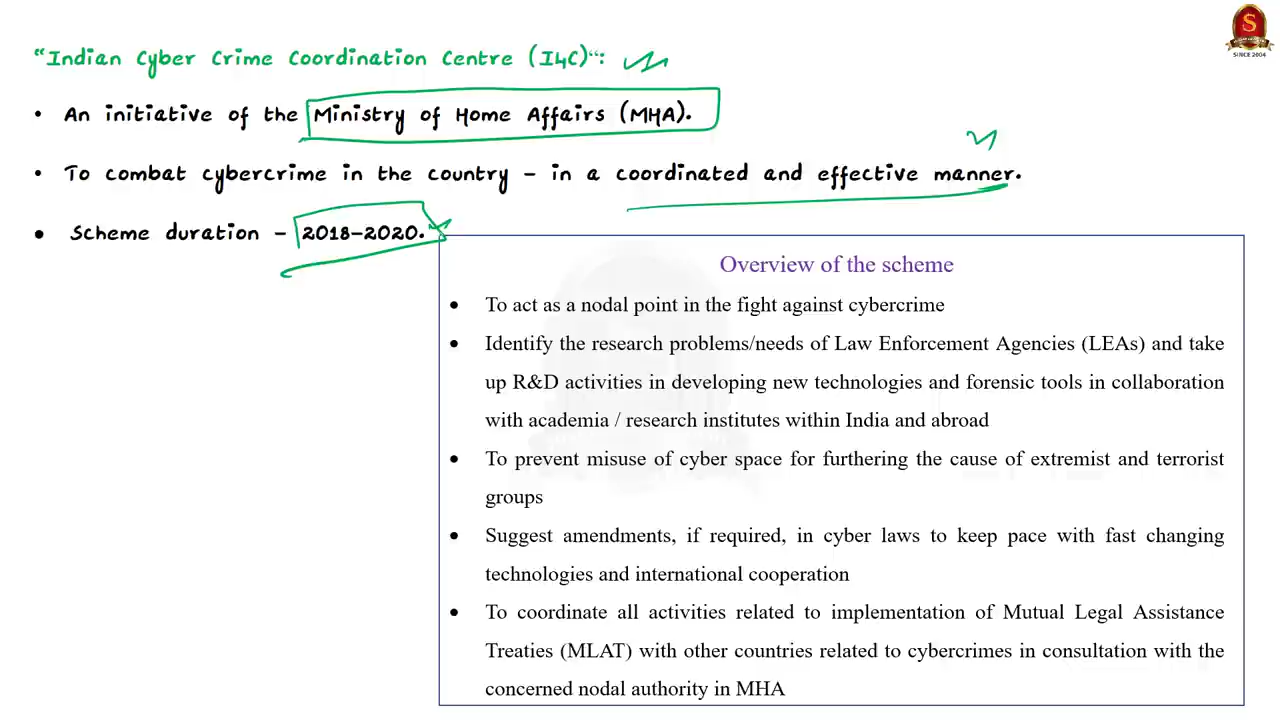 "Indian Cyber Crime Coordination Centre (I4C)":
• An initiative of the Ministry of Home Affairs (MHA).
• To combat cybercrime in the country - in a coordinated and effective manner.
• Scheme duration - 2018-2020.
Overview of the scheme
• To act as a nodal point in the fight against cybercrime
• Identify the research problems/needs of Law Enforcement Agencies (LEAs) and take
up R&D activities in developing new technologies and forensic tools in collaboration
with academia / research institutes within India and abroad
• To prevent misuse of cyber space for furthering the cause of extremist and terrorist
groups
• Suggest amendments, if required, in cyber laws to keep pace with fast changing
technologies and international cooperation
• To coordinate all activities related to implementation of Mutual Legal Assistance
Treaties (MLAT) with other countries related to cybercrimes in consultation with the
concerned nodal authority in MHA
S
SINCE 2004